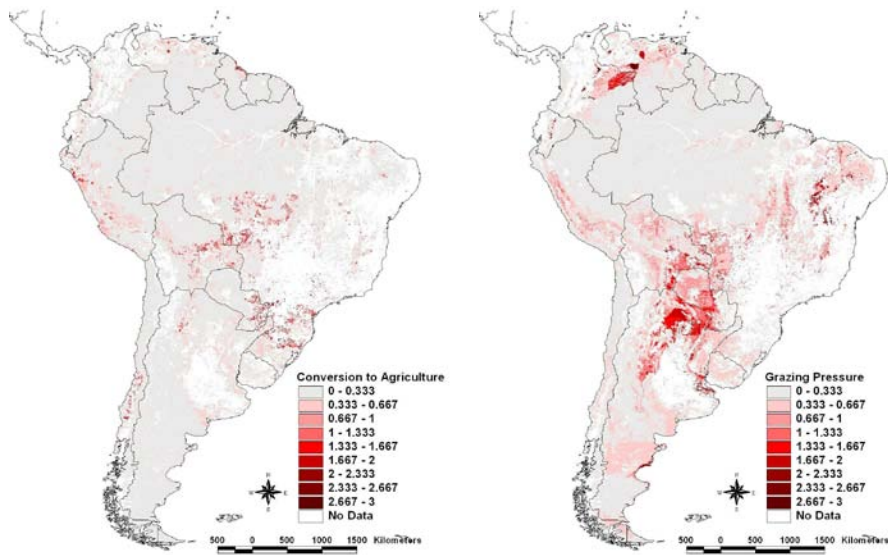 Conversion to Agriculture
0 - 0.333
0.333 - 0.667
0.667 - 1
1 - 1.333
1.333 - 1.667
1.667 - 2
2 - 2.333
2.333 - 2.667
2.667 - 3
No Data
N
W E
S
500 0 500 1000 1500 Kilometers
Grazing Pressure
0 - 0.333
0.333 - 0.667
0.667 - 1
1 - 1.333
1.333 - 1.667
1.667 - 2
2 - 2.333
2.333 - 2.667
2.667 - 3
No Data
N
W E
S
500 0 500 1000 1500 Kilometers